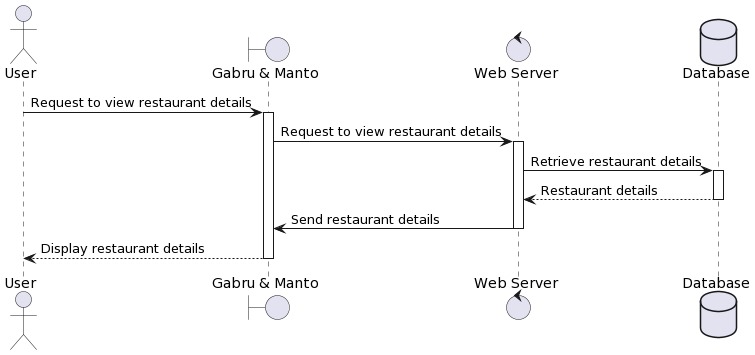 User
Gabru & Manto
Web Server
Database
Request to view restaurant details
Request to view restaurant details
Retrieve restaurant details
Restaurant details
Send restaurant details
Display restaurant details
User
Gabru & Manto
Web Server
Database